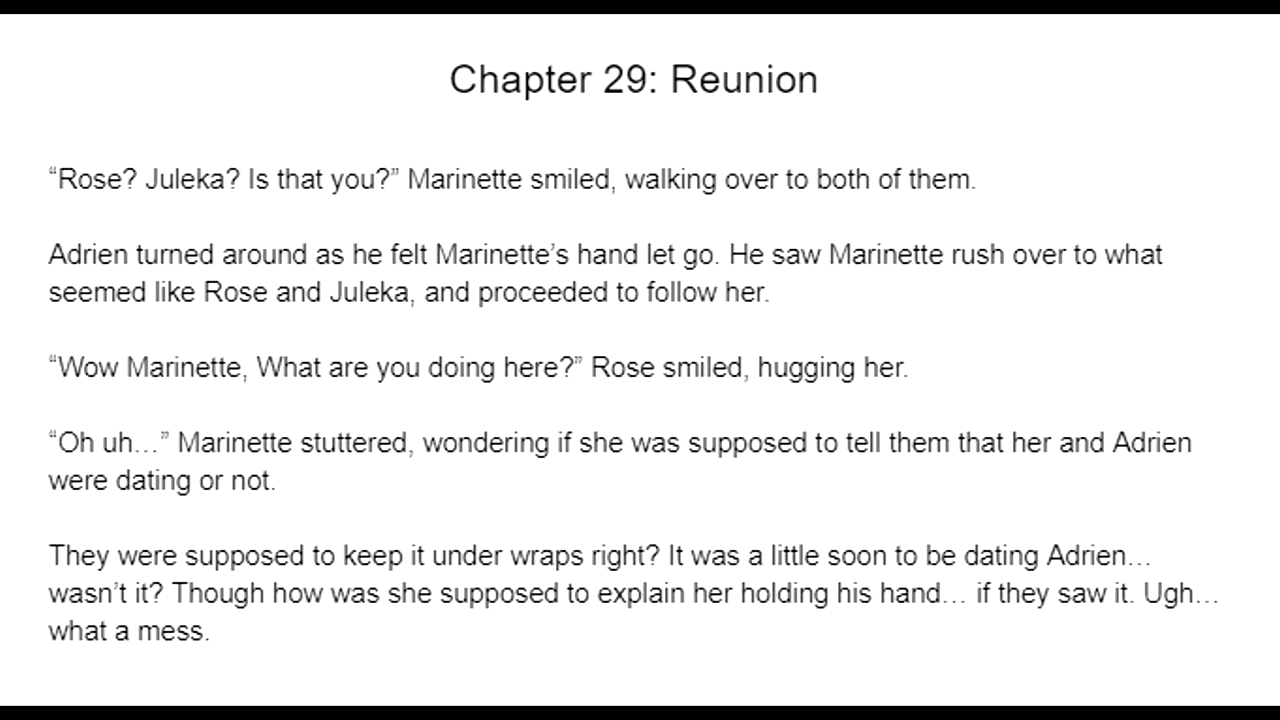 Chapter 29: Reunion
“Rose? Juleka? Is that you?” Marinette smiled, walking over to both of them.
Adrien turned around as he felt Marinette’s hand let go. He saw Marinette rush over to what
seemed like Rose and Juleka, and proceeded to follow her.
“Wow Marinette, What are you doing here?” Rose smiled, hugging her.
“Oh uh…” Marinette stuttered, wondering if she was supposed to tell them that her and Adrien
were dating or not.
They were supposed to keep it under wraps right? It was a little soon to be dating Adrien…
wasn’t it? Though how was she supposed to explain her holding his hand… if they saw it. Ugh…
what a mess.